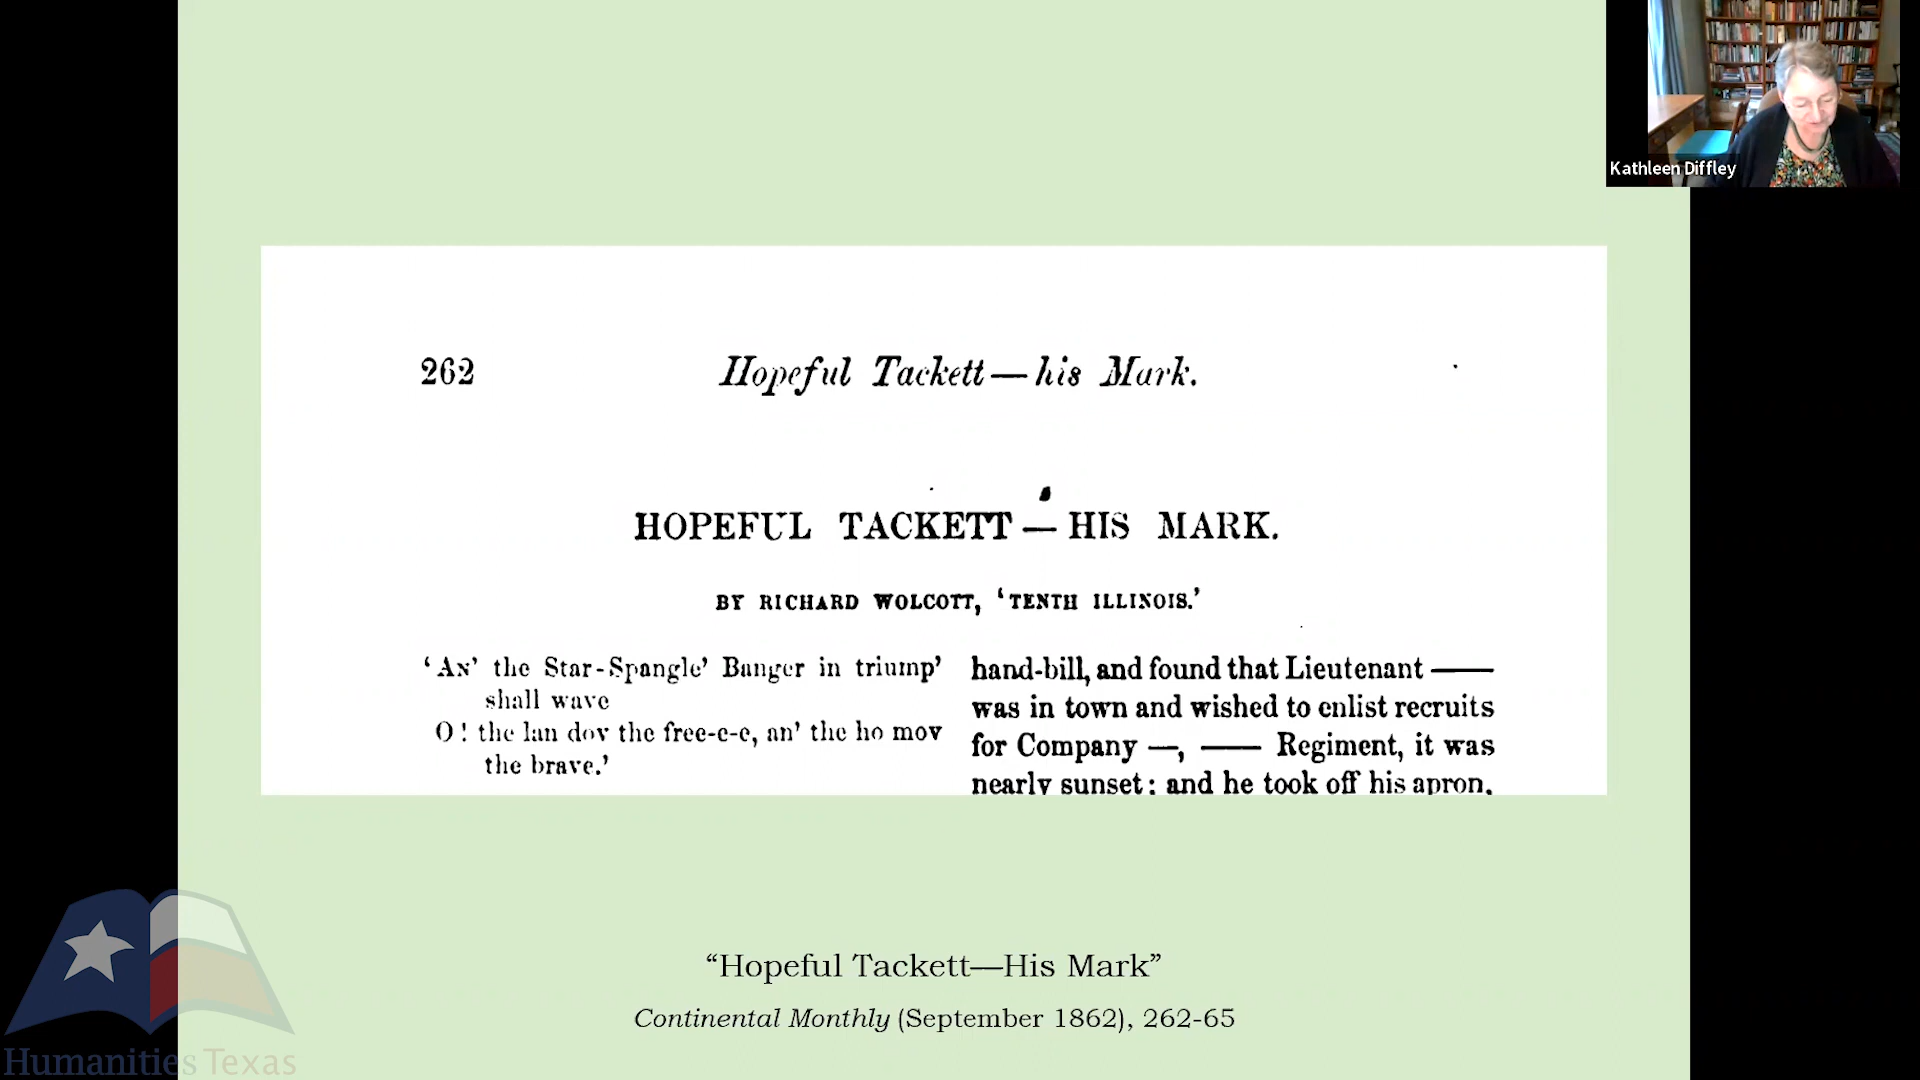 Kathleen Diffley
262 Hopeful Tackett — his Mark.
HOPEFUL TACKETT — HIS MARK.
BY RICHARD WOLCOTT, 'TENTH ILLINOIS.'
'An' the Star-Spangle' Banger in triump'
shall wave
O! the lan dov the free-e-e, an' the ho mov
the brave.'
hand-bill, and found that Lieutenant ——
was in town and wished to enlist recruits
for Company —, —— Regiment, it was
nearly sunset; and he took off his apron,
“Hopeful Tackett—His Mark”
Continental Monthly (September 1862), 262-65
Humanities Texas